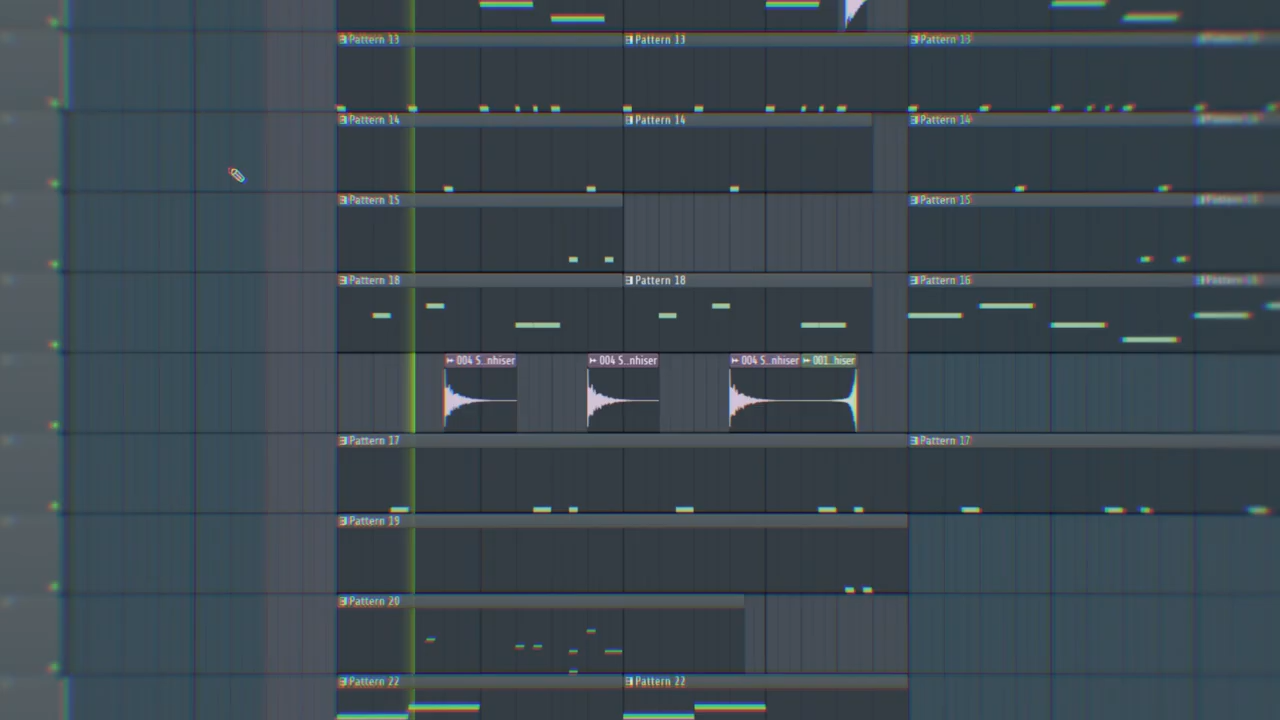 Pattern 13 Pattern 13 Pattern 13
Pattern 14 Pattern 14 Pattern 14
Pattern 15 Pattern 15
Pattern 18 Pattern 18 Pattern 16
004 S..nhiser 004 S..nhiser 004 S..nhiser 001..hiser
Pattern 17 Pattern 17
Pattern 19
Pattern 20
Pattern 22 Pattern 22